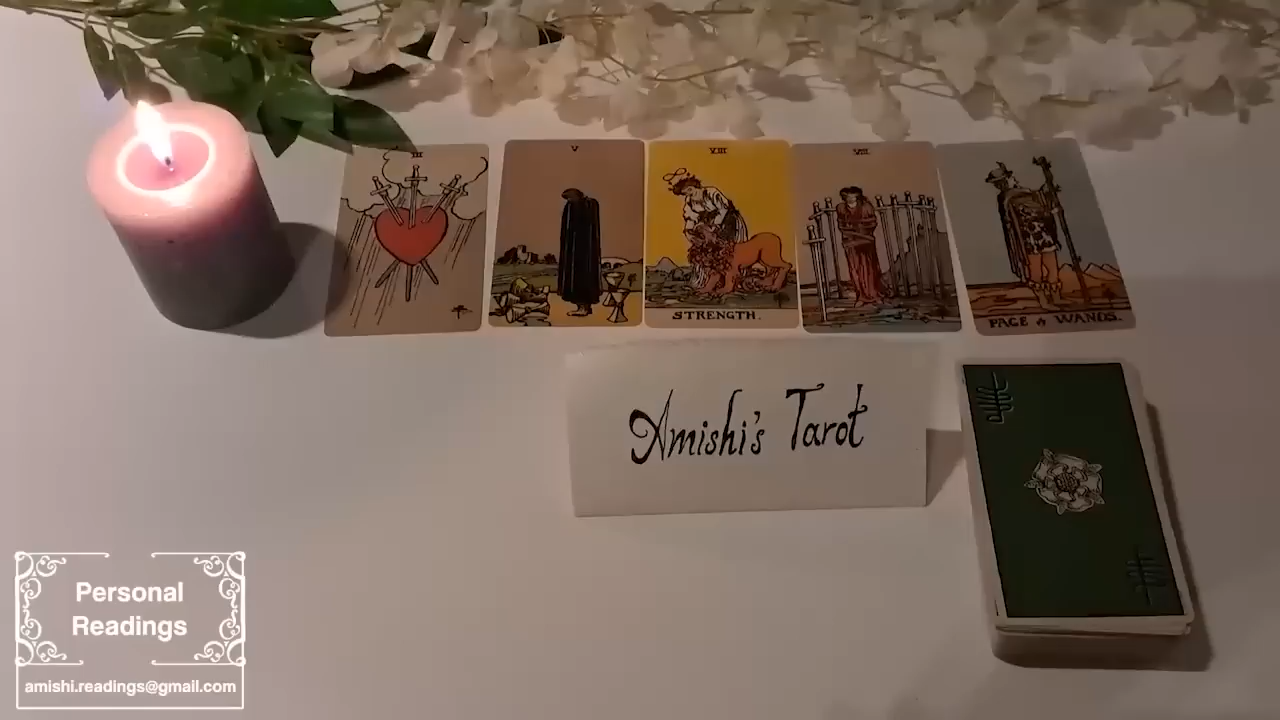 III
V
VIII
VIII
STRENGTH.
PAGE of WANDS.
Amishi's Tarot
Personal
Readings
amishi.readings@gmail.com